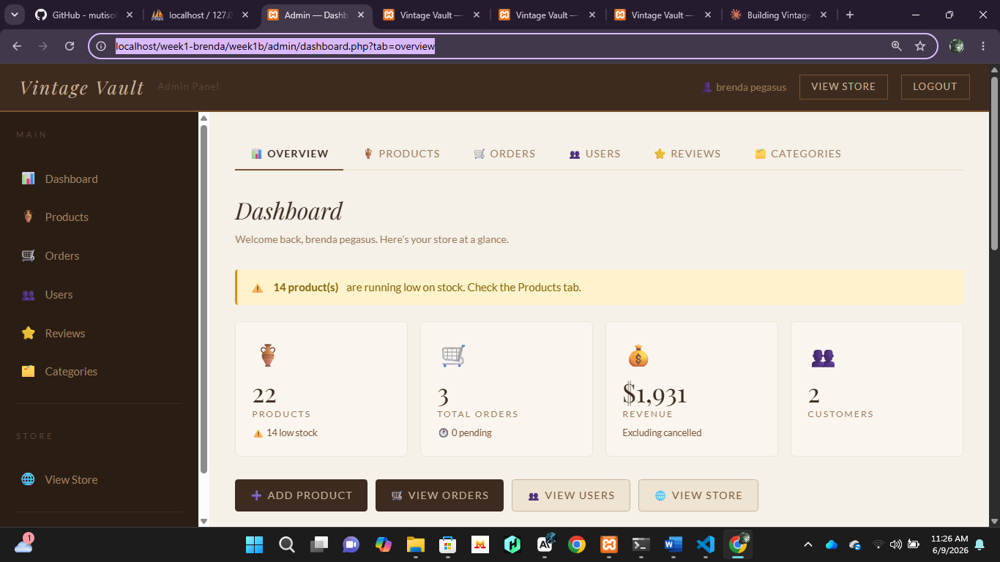 GitHub - mutiso
localhost / 127.0
Admin — Dashb
Vintage Vault —
Vintage Vault —
Vintage Vault —
Building Vintage
localhost/week1-brenda/week1b/admin/dashboard.php?tab=overview
Vintage Vault
Admin Panel
brenda pegasus
VIEW STORE
LOGOUT
MAIN
Dashboard
Products
Orders
Users
Reviews
Categories
STORE
View Store
OVERVIEW
PRODUCTS
ORDERS
USERS
REVIEWS
CATEGORIES
Dashboard
Welcome back, brenda pegasus. Here's your store at a glance.
14 product(s) are running low on stock. Check the Products tab.
22
PRODUCTS
14 low stock
3
TOTAL ORDERS
0 pending
$1,931
REVENUE
Excluding cancelled
2
CUSTOMERS
ADD PRODUCT
VIEW ORDERS
VIEW USERS
VIEW STORE
1
11:26 AM
6/9/2026